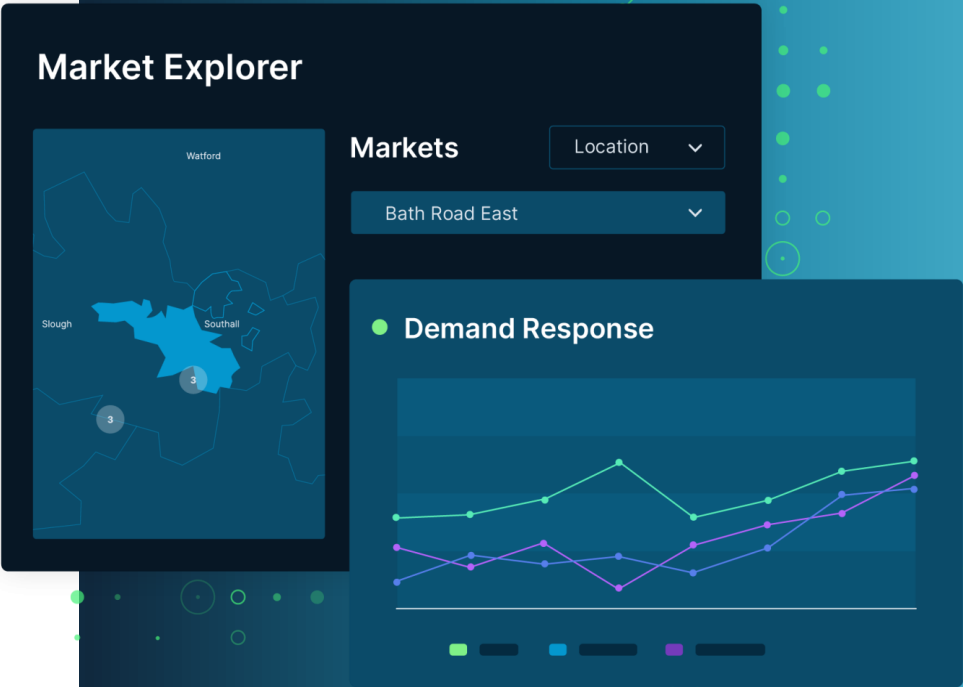 Market Explorer
Watford
Slough
Southall
3
3
Markets
Location
Bath Road East
Demand Response